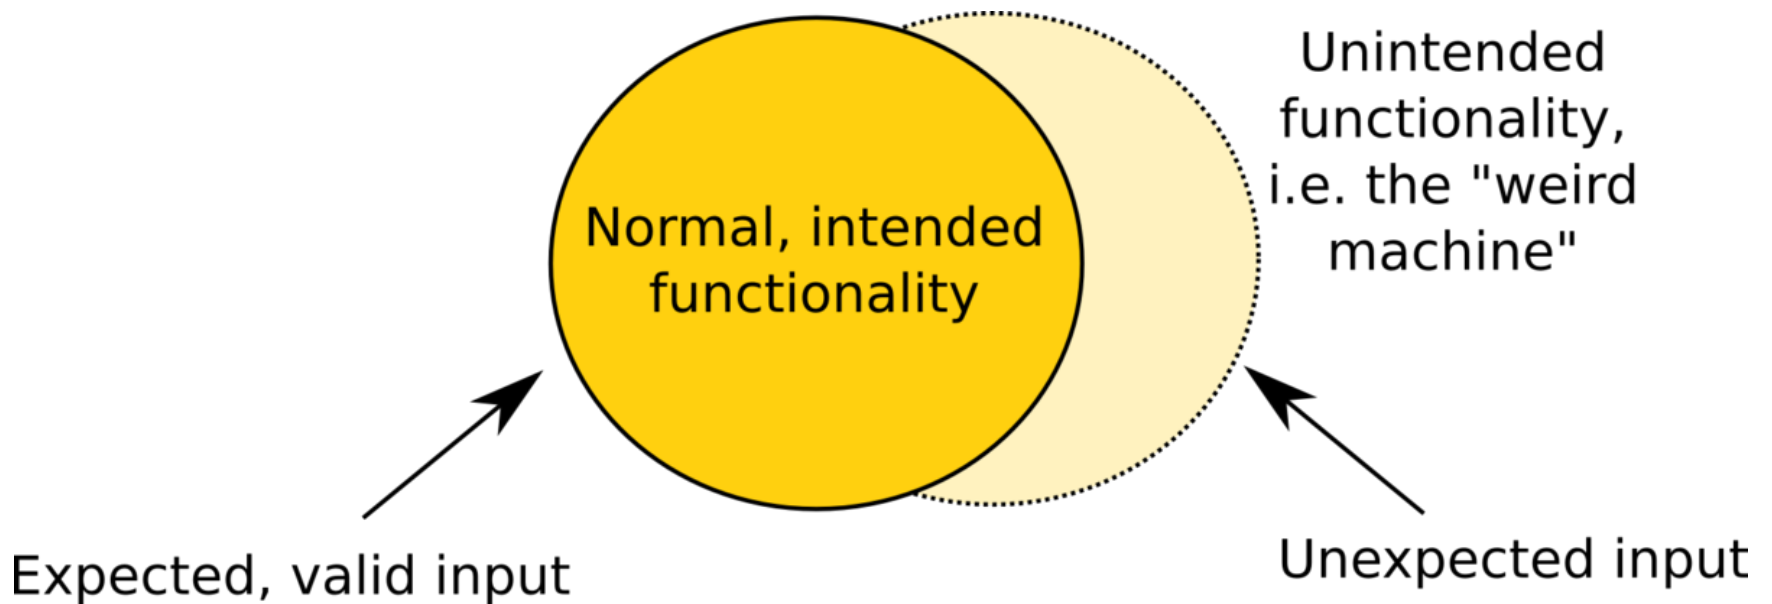 Normal, intended
functionality
Unintended
functionality,
i.e. the "weird
machine"
Expected, valid input
Unexpected input